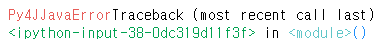 Py4JJavaErrorTraceback (most recent call last)
<ipython-input-38-0dc319d11f3f> in <module>()